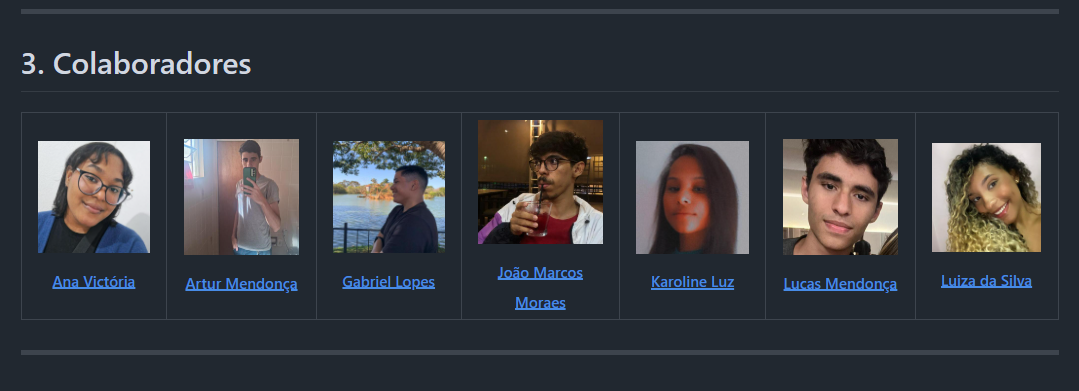 3. Colaboradores
Ana Victória
Artur Mendonça
Gabriel Lopes
João Marcos
Moraes
Karoline Luz
Lucas Mendonça
Luiza da Silva